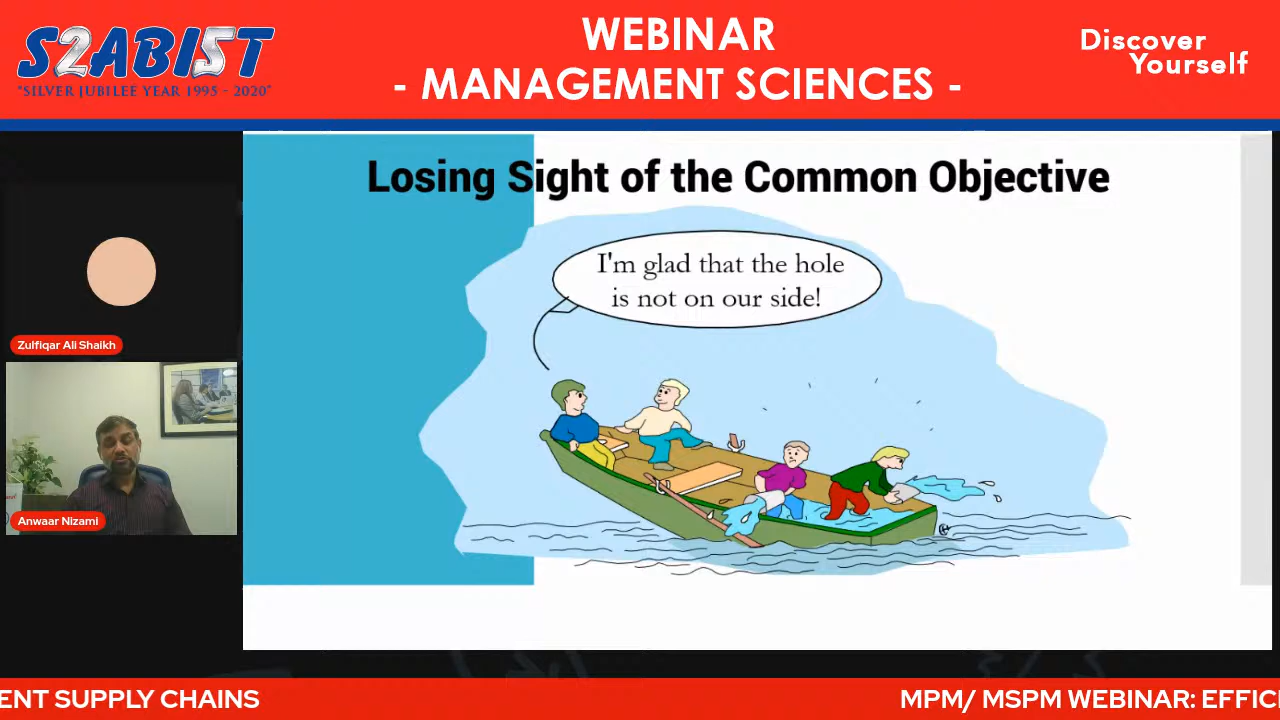 SZABIST
"SILVER JUBILEE YEAR 1995 - 2020"
WEBINAR
- MANAGEMENT SCIENCES -
Discover
Yourself
Losing Sight of the Common Objective
I'm glad that the hole
is not on our side!
Zulfiqar Ali Shaikh
Anwaar Nizami
ENT SUPPLY CHAINS
MPM/ MSPM WEBINAR: EFFICI